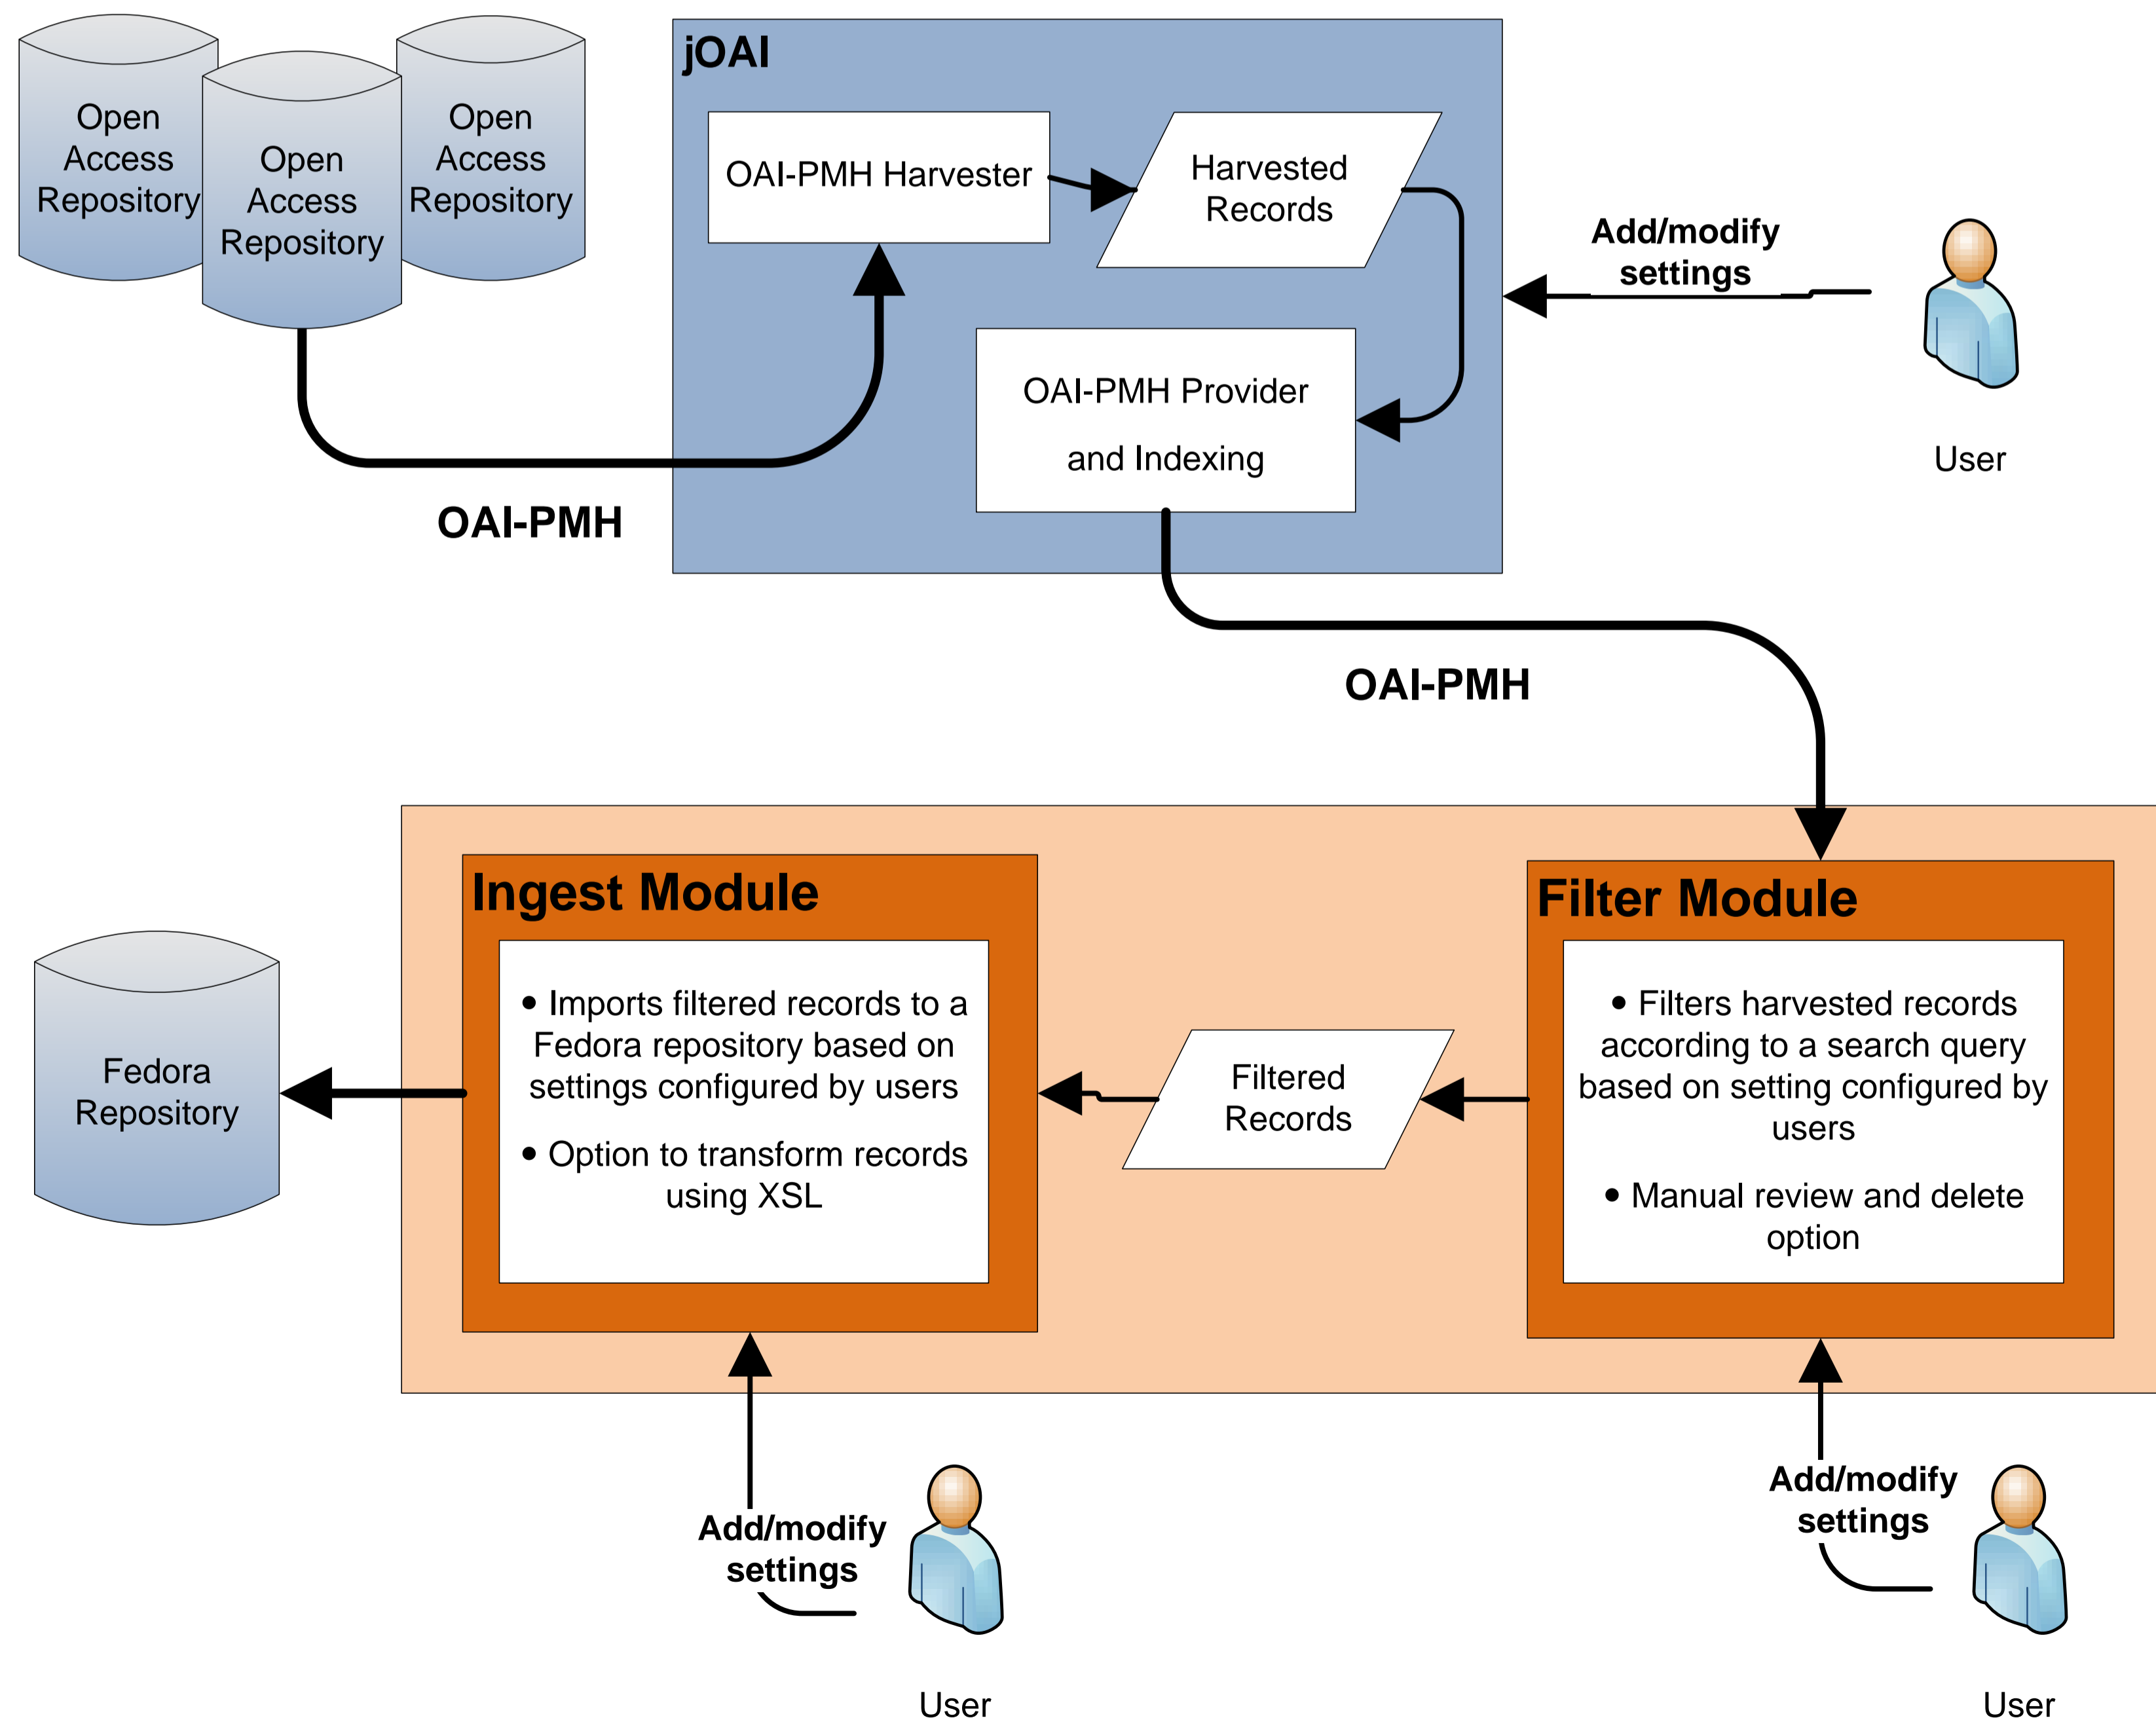 Open
Access
Repository
Open
Access
Repository
Open
Access
Repository
jOAI
OAI-PMH Harvester
Harvested
Records
OAI-PMH Provider
and Indexing
Add/modify
settings
User
OAI-PMH
OAI-PMH
Ingest Module
• Imports filtered records to a
Fedora repository based on
settings configured by users
• Option to transform records
using XSL
Filter Module
• Filters harvested records
according to a search query
based on setting configured by
users
• Manual review and delete
option
Filtered
Records
Fedora
Repository
Add/modify
settings
User
Add/modify
settings
User